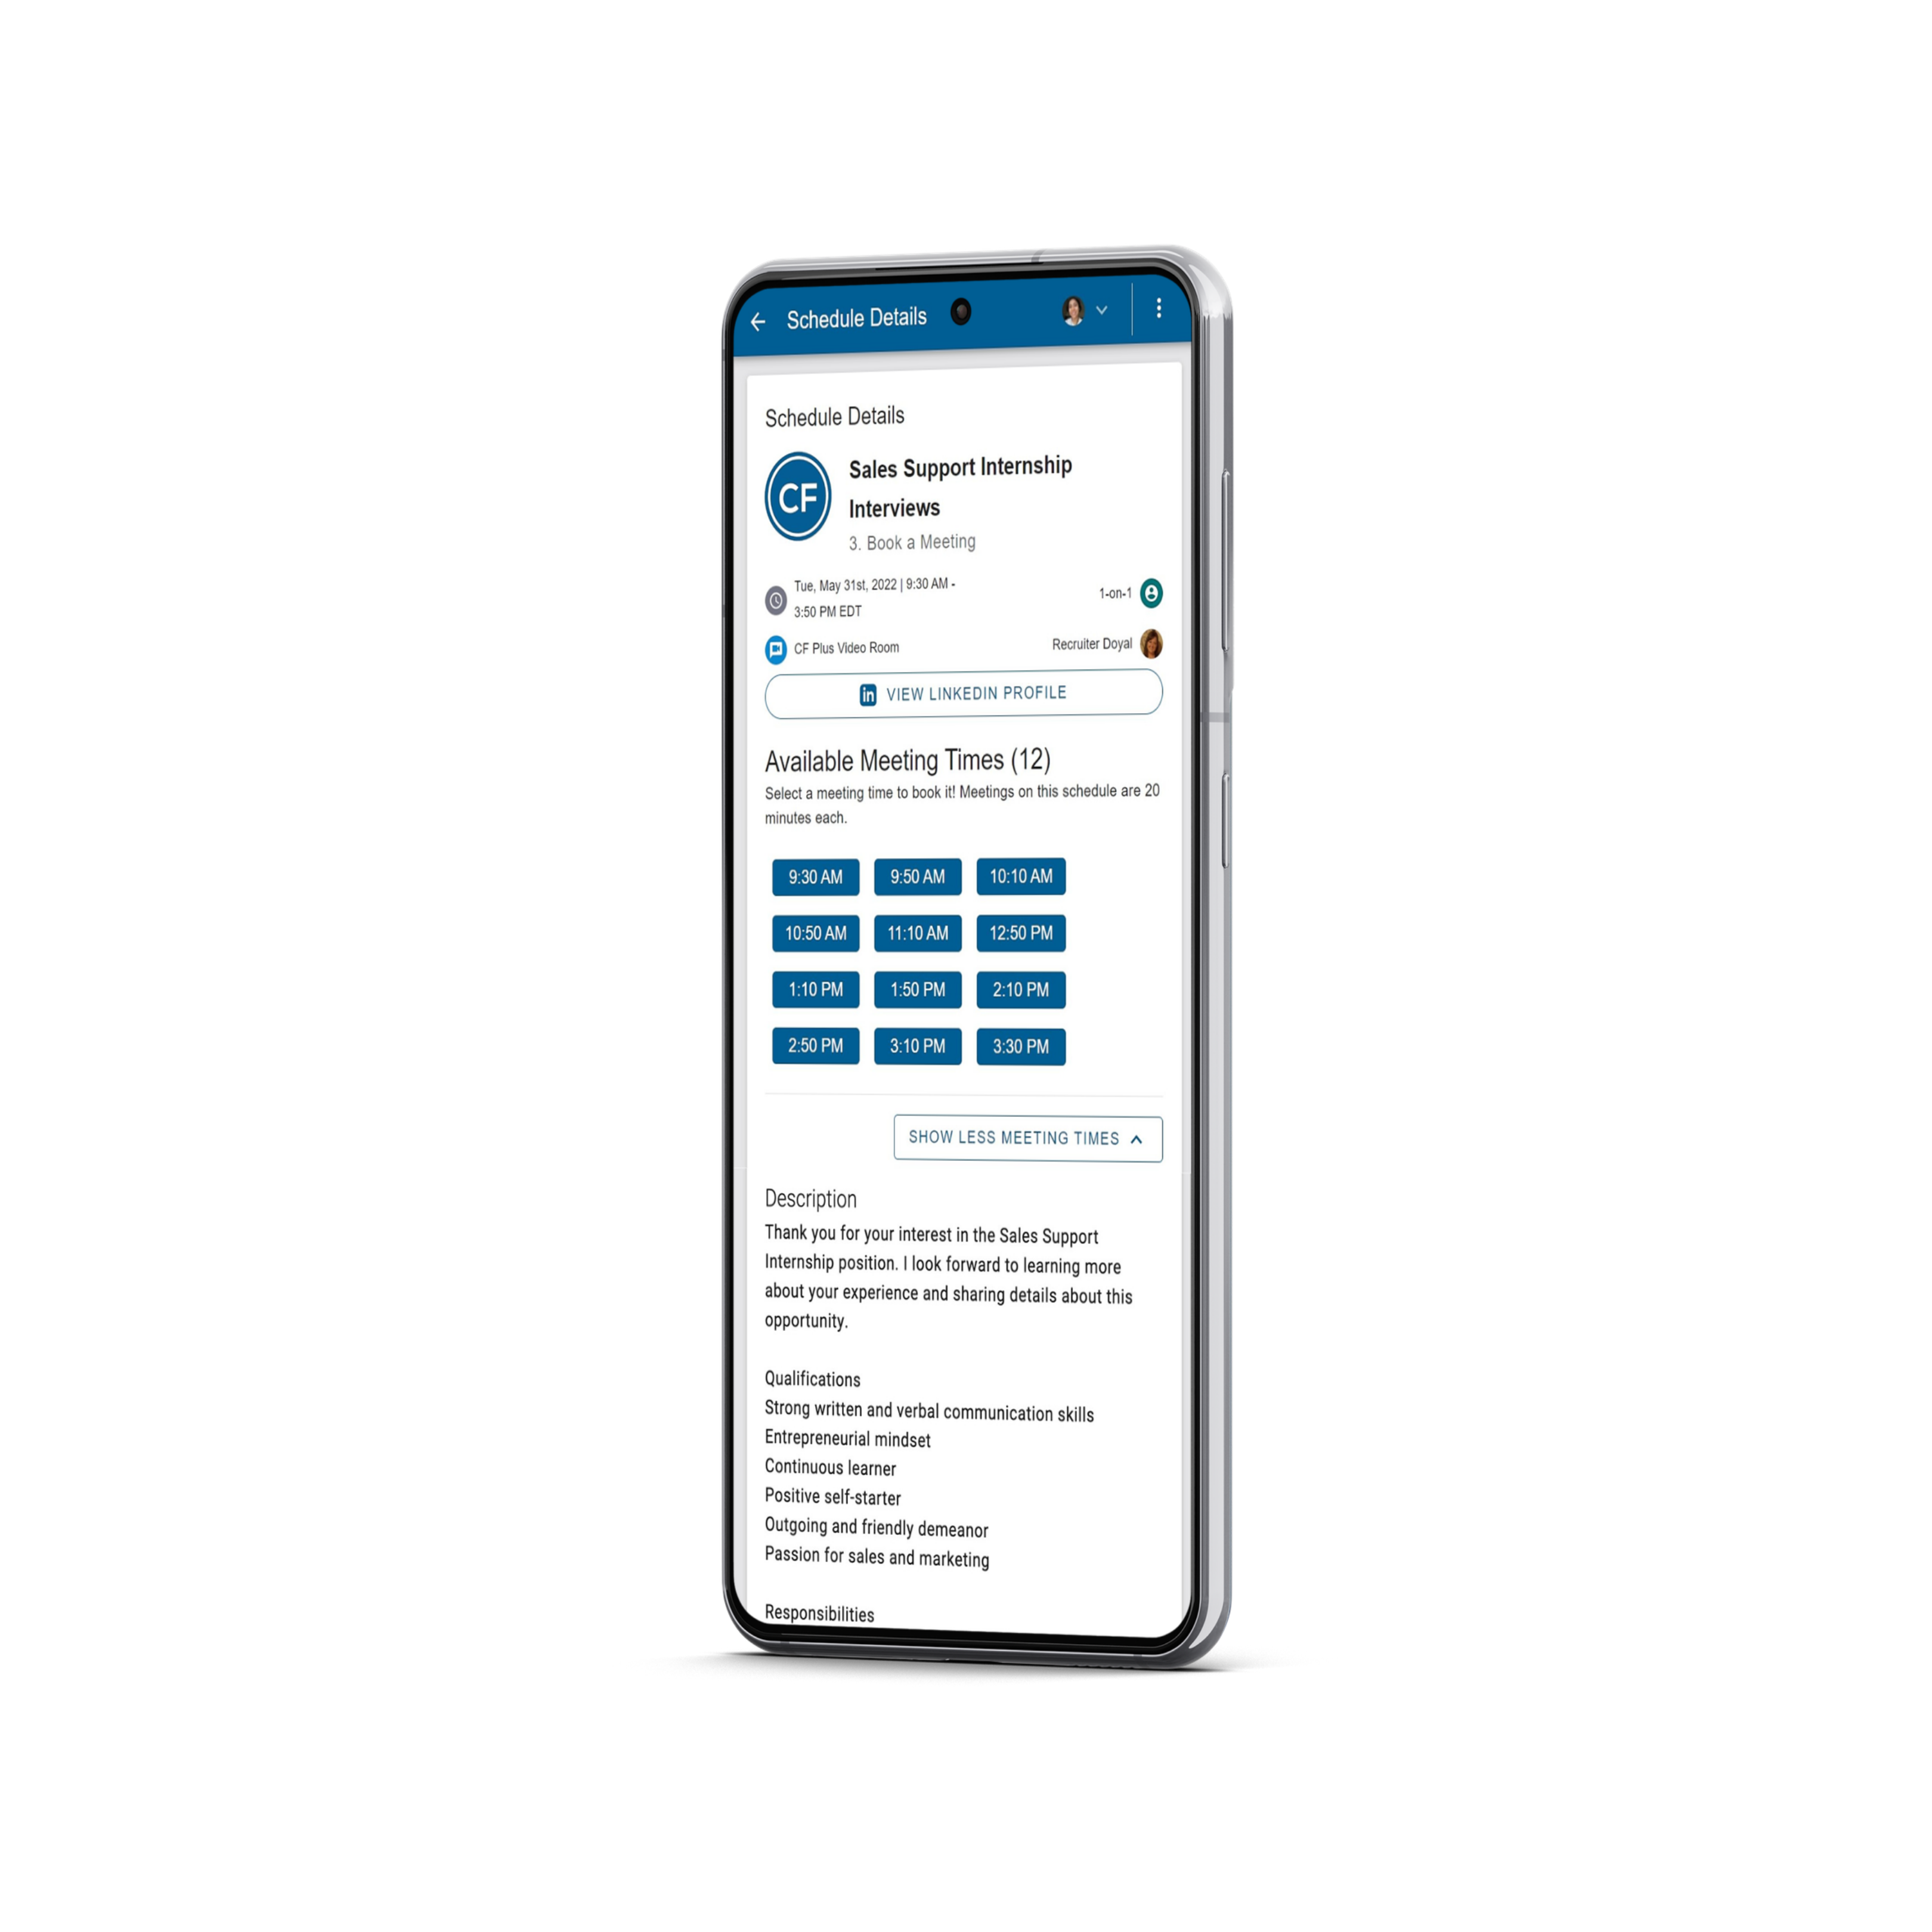 Schedule Details
Schedule Details
CF
Sales Support Internship
Interviews
3. Book a Meeting
Tue, May 31st, 2022 | 9:30 AM -
3:50 PM EDT
1-on-1
CF Plus Video Room
Recruiter Doyal
in VIEW LINKEDIN PROFILE
Available Meeting Times (12)
Select a meeting time to book it! Meetings on this schedule are 20
minutes each.
9:30 AM 9:50 AM 10:10 AM
10:50 AM 11:10 AM 12:50 PM
1:10 PM 1:50 PM 2:10 PM
2:50 PM 3:10 PM 3:30 PM
SHOW LESS MEETING TIMES
Description
Thank you for your interest in the Sales Support
Internship position. I look forward to learning more
about your experience and sharing details about this
opportunity.
Qualifications
Strong written and verbal communication skills
Entrepreneurial mindset
Continuous learner
Positive self-starter
Outgoing and friendly demeanor
Passion for sales and marketing
Responsibilities